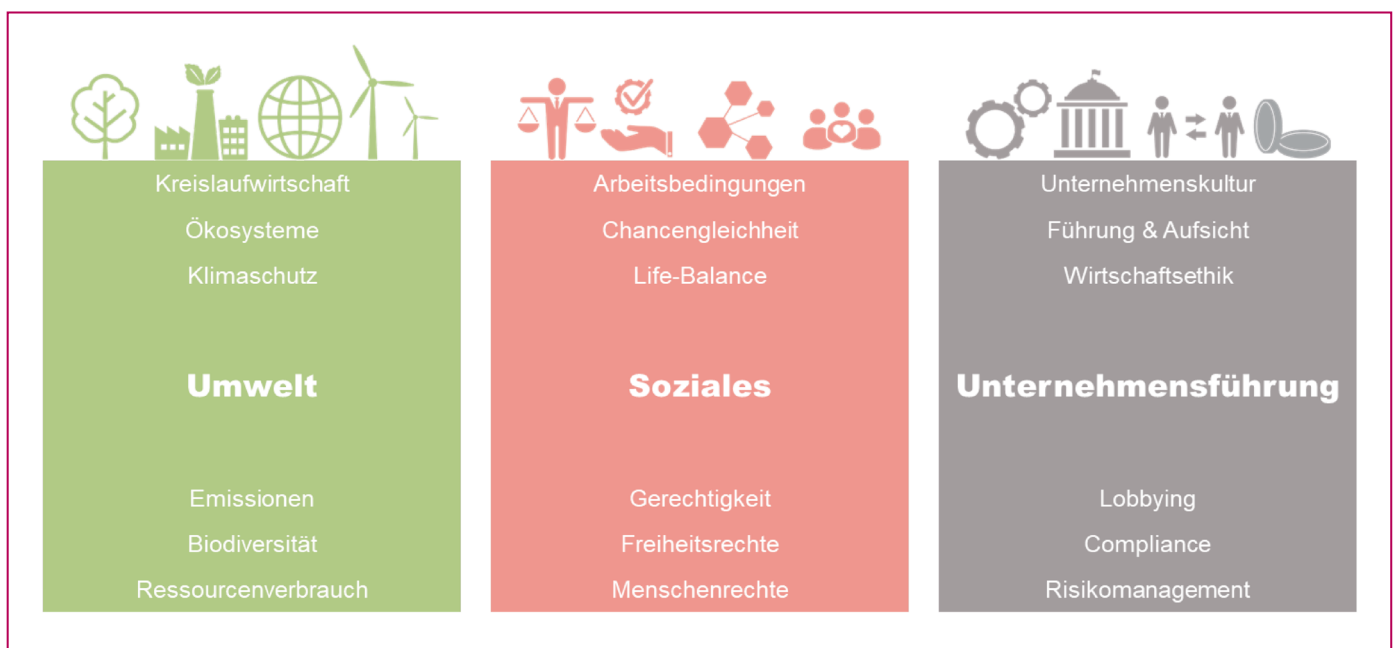 Kreislaufwirtschaft
Ökosysteme
Klimaschutz
Umwelt
Emissionen
Biodiversität
Ressourcenverbrauch
Arbeitsbedingungen
Chancengleichheit
Life-Balance
Soziales
Gerechtigkeit
Freiheitsrechte
Menschenrechte
Unternehmenskultur
Führung & Aufsicht
Wirtschaftsethik
Unternehmensführung
Lobbying
Compliance
Risikomanagement